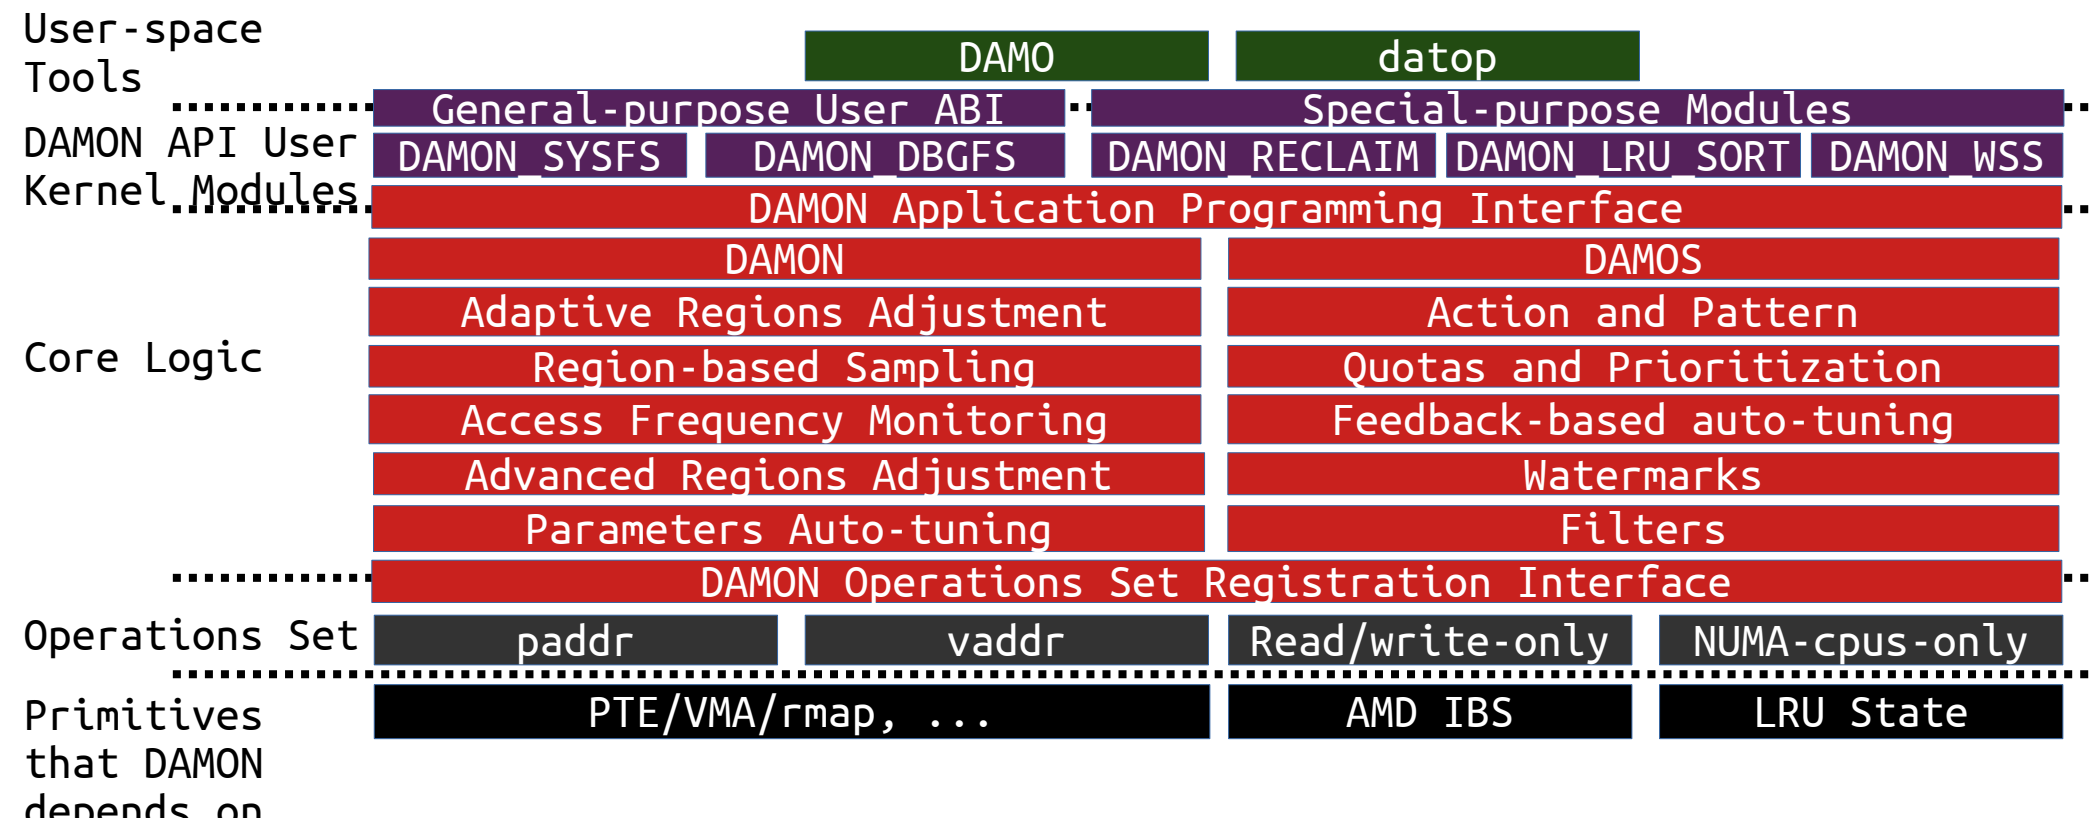 User-space
Tools
DAMO
datop
General-purpose User ABI
Special-purpose Modules
DAMON API User
Kernel Modules
DAMON_SYSFS
DAMON_DBGFS
DAMON_RECLAIM
DAMON_LRU_SORT
DAMON_WSS
DAMON Application Programming Interface
DAMON
DAMOS
Adaptive Regions Adjustment
Action and Pattern
Core Logic
Region-based Sampling
Quotas and Prioritization
Access Frequency Monitoring
Feedback-based auto-tuning
Advanced Regions Adjustment
Watermarks
Parameters Auto-tuning
Filters
DAMON Operations Set Registration Interface
Operations Set
paddr
vaddr
Read/write-only
NUMA-cpus-only
Primitives
that DAMON
depends on
PTE/VMA/rmap, ...
AMD IBS
LRU State